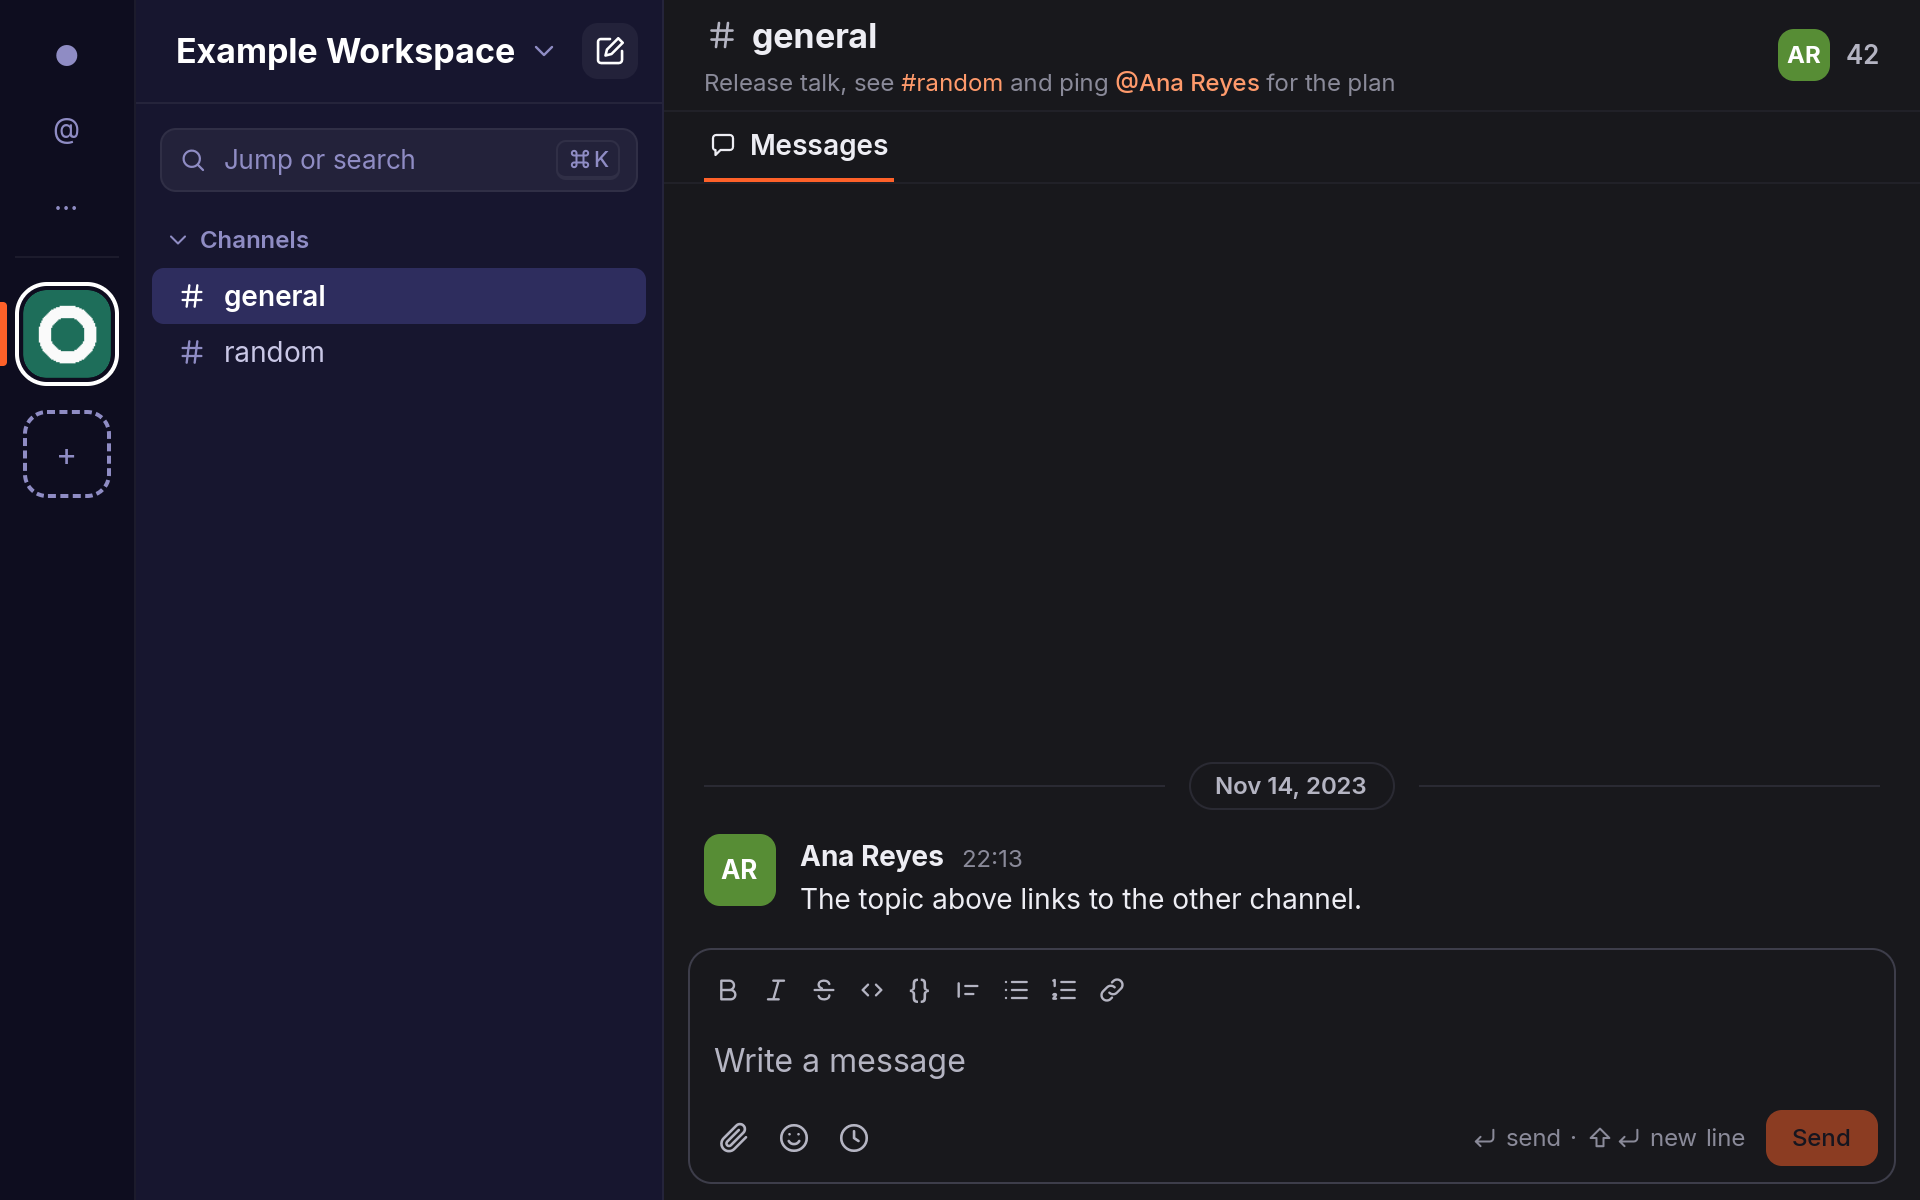 Example Workspace
@
Jump or search
⌘K
Channels
# general
# random
+
# general
AR 42
Release talk, see #random and ping @Ana Reyes for the plan
Messages
Nov 14, 2023
AR
Ana Reyes 22:13
The topic above links to the other channel.
Write a message
send · new line
Send